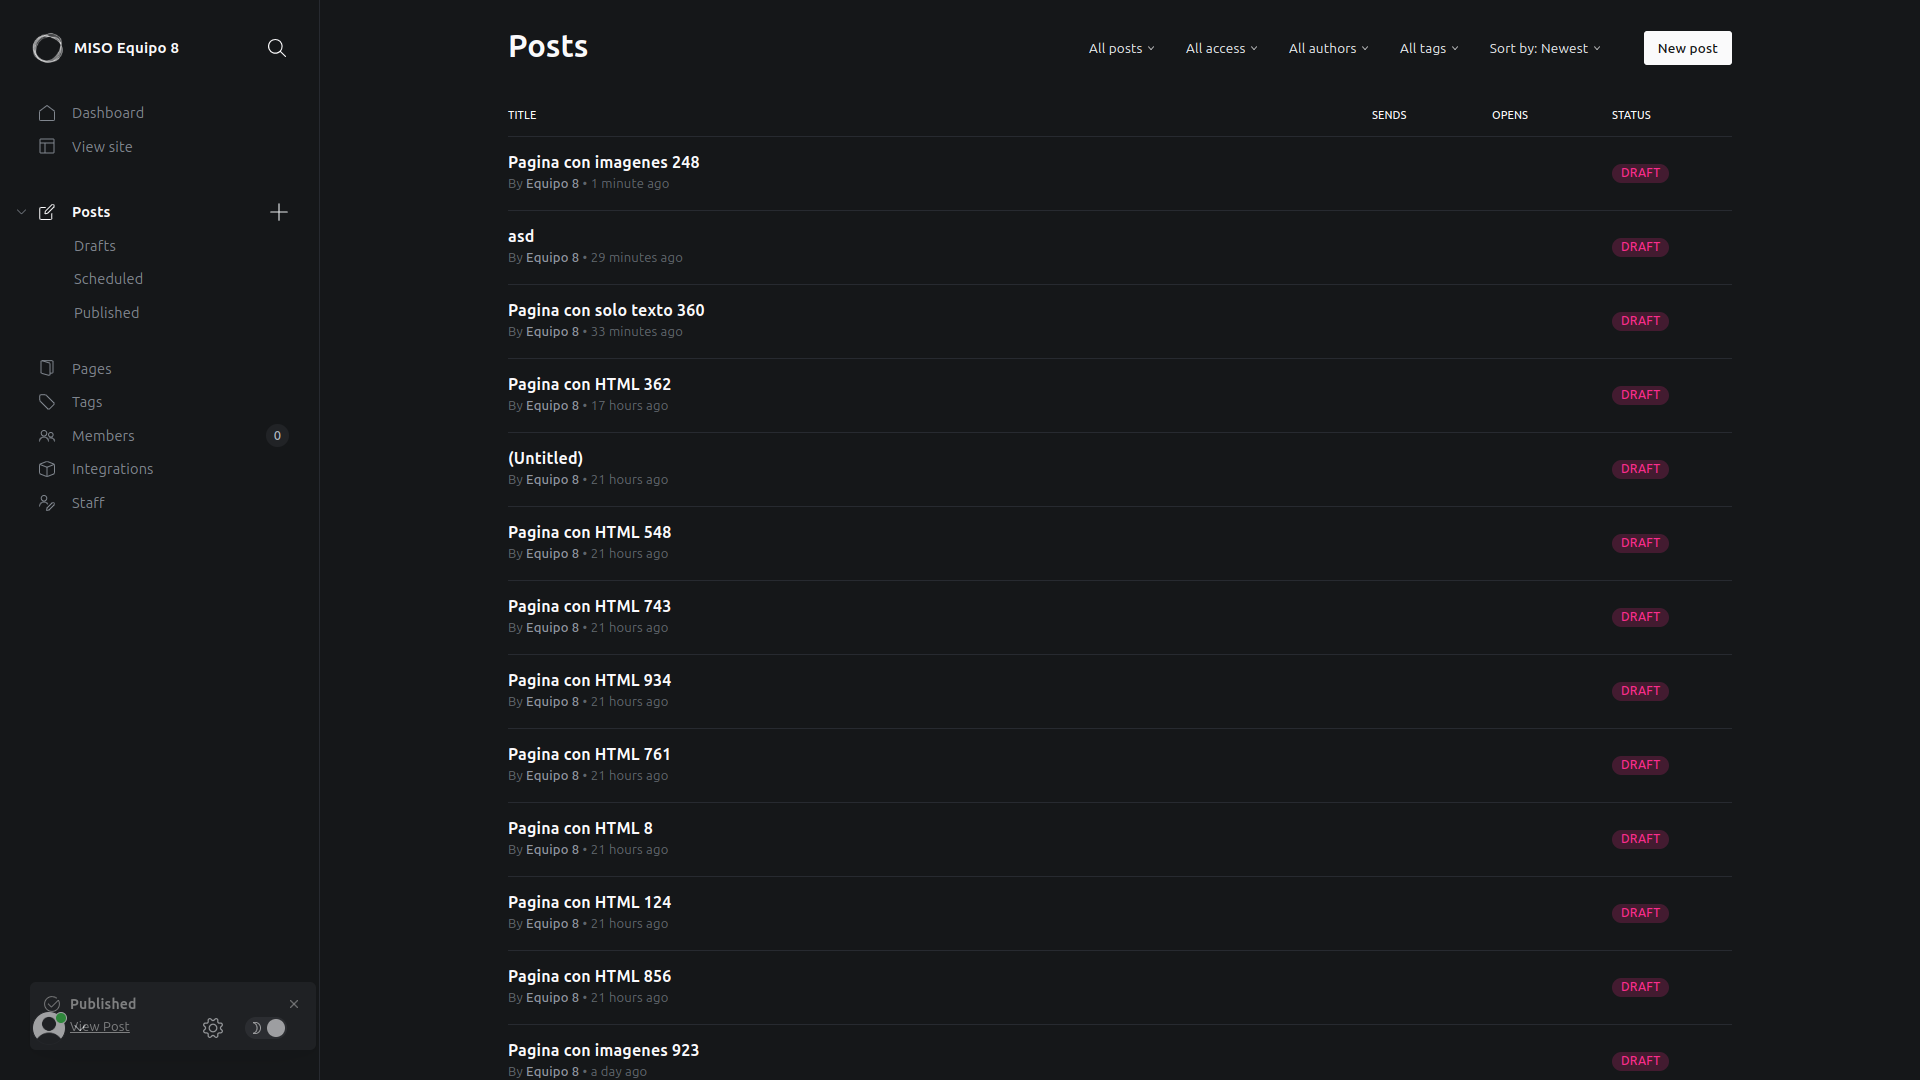 MISO Equipo 8
Dashboard
View site
Posts
Drafts
Scheduled
Published
Pages
Tags
Members 0
Integrations
Staff
Published
View Post
Posts
All posts All access All authors All tags Sort by: Newest New post
TITLE SENDS OPENS STATUS
Pagina con imagenes 248
By Equipo 8 • 1 minute ago
DRAFT
asd
By Equipo 8 • 29 minutes ago
DRAFT
Pagina con solo texto 360
By Equipo 8 • 33 minutes ago
DRAFT
Pagina con HTML 362
By Equipo 8 • 17 hours ago
DRAFT
(Untitled)
By Equipo 8 • 21 hours ago
DRAFT
Pagina con HTML 548
By Equipo 8 • 21 hours ago
DRAFT
Pagina con HTML 743
By Equipo 8 • 21 hours ago
DRAFT
Pagina con HTML 934
By Equipo 8 • 21 hours ago
DRAFT
Pagina con HTML 761
By Equipo 8 • 21 hours ago
DRAFT
Pagina con HTML 8
By Equipo 8 • 21 hours ago
DRAFT
Pagina con HTML 124
By Equipo 8 • 21 hours ago
DRAFT
Pagina con HTML 856
By Equipo 8 • 21 hours ago
DRAFT
Pagina con imagenes 923
By Equipo 8 • a day ago
DRAFT